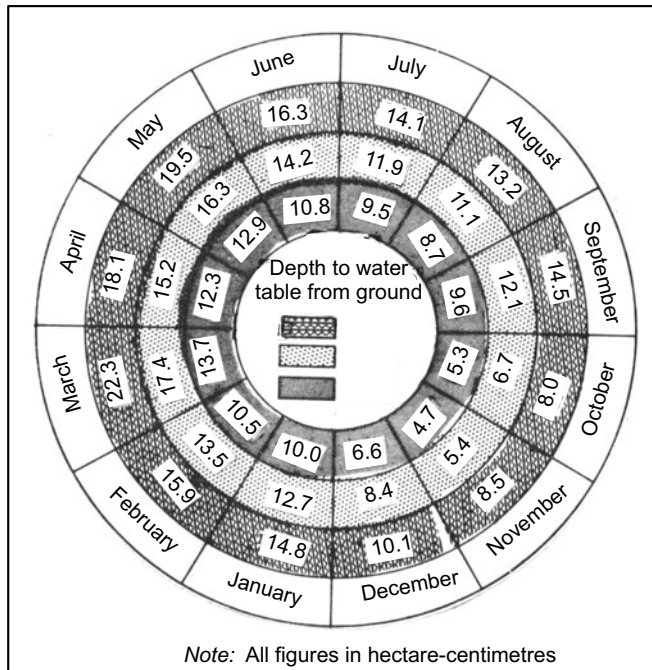 June
July
August
September
October
November
December
January
February
March
April
May
16.3
14.1
13.2
14.5
8.0
8.5
10.1
14.8
15.9
22.3
18.1
19.5
14.2
11.9
11.1
12.1
6.7
5.4
8.4
12.7
13.5
17.4
15.2
16.3
10.8
9.5
8.7
9.6
5.3
4.7
6.6
10.0
10.5
13.7
12.3
12.9
Depth to water
table from ground
Note: All figures in hectare-centimetres